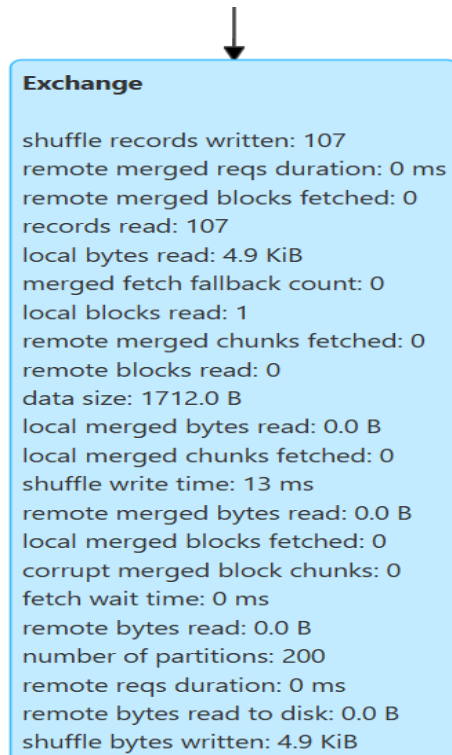 Exchange
shuffle records written: 107
remote merged reqs duration: 0 ms
remote merged blocks fetched: 0
records read: 107
local bytes read: 4.9 KiB
merged fetch fallback count: 0
local blocks read: 1
remote merged chunks fetched: 0
remote blocks read: 0
data size: 1712.0 B
local merged bytes read: 0.0 B
local merged chunks fetched: 0
shuffle write time: 13 ms
remote merged bytes read: 0.0 B
local merged blocks fetched: 0
corrupt merged block chunks: 0
fetch wait time: 0 ms
remote bytes read: 0.0 B
number of partitions: 200
remote reqs duration: 0 ms
remote bytes read to disk: 0.0 B
shuffle bytes written: 4.9 KiB